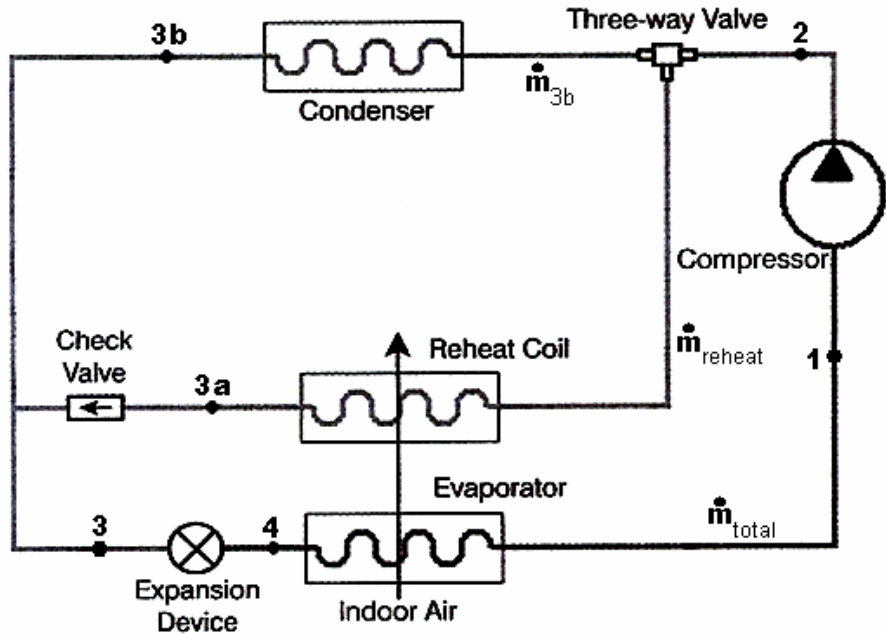 Three-way Valve
3b
2
Condenser
ṁ3b
Compressor
Check
Valve
3a
Reheat Coil
ṁreheat
1
Evaporator
ṁtotal
3
4
Expansion
Device
Indoor Air